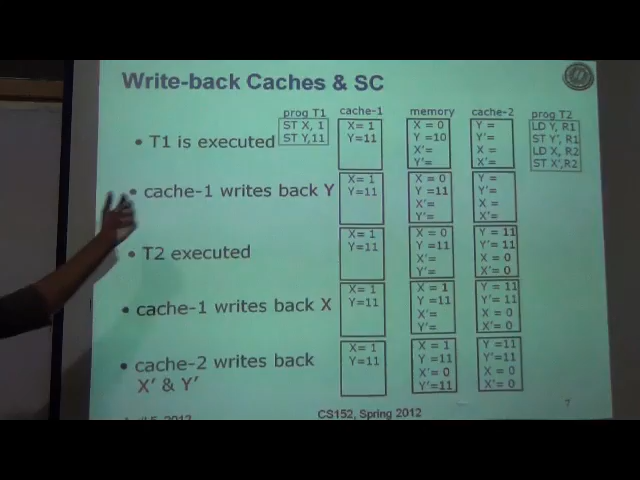 Write-back Caches & SC
prog T1 cache-1 memory cache-2 prog T2
• T1 is executed
ST X, 1
ST Y,11
X= 1
Y=11
X = 0
Y =10
X'=
Y'=
Y =
Y'=
X =
X'=
LD Y, R1
ST Y', R1
LD X, R2
ST X',R2
• cache-1 writes back Y
X= 1
Y=11
X = 0
Y =11
X'=
Y'=
Y =
Y'=
X =
X'=
• T2 executed
X= 1
Y=11
X = 0
Y =11
X'=
Y'=
Y = 11
Y'= 11
X = 0
X'= 0
• cache-1 writes back X
X= 1
Y=11
X = 1
Y =11
X'=
Y'=
Y = 11
Y'= 11
X = 0
X'= 0
• cache-2 writes back
X' & Y'
X= 1
Y=11
X = 1
Y =11
X'= 0
Y'=11
Y =11
Y'=11
X = 0
X'= 0
2012
CS152, Spring 2012
7